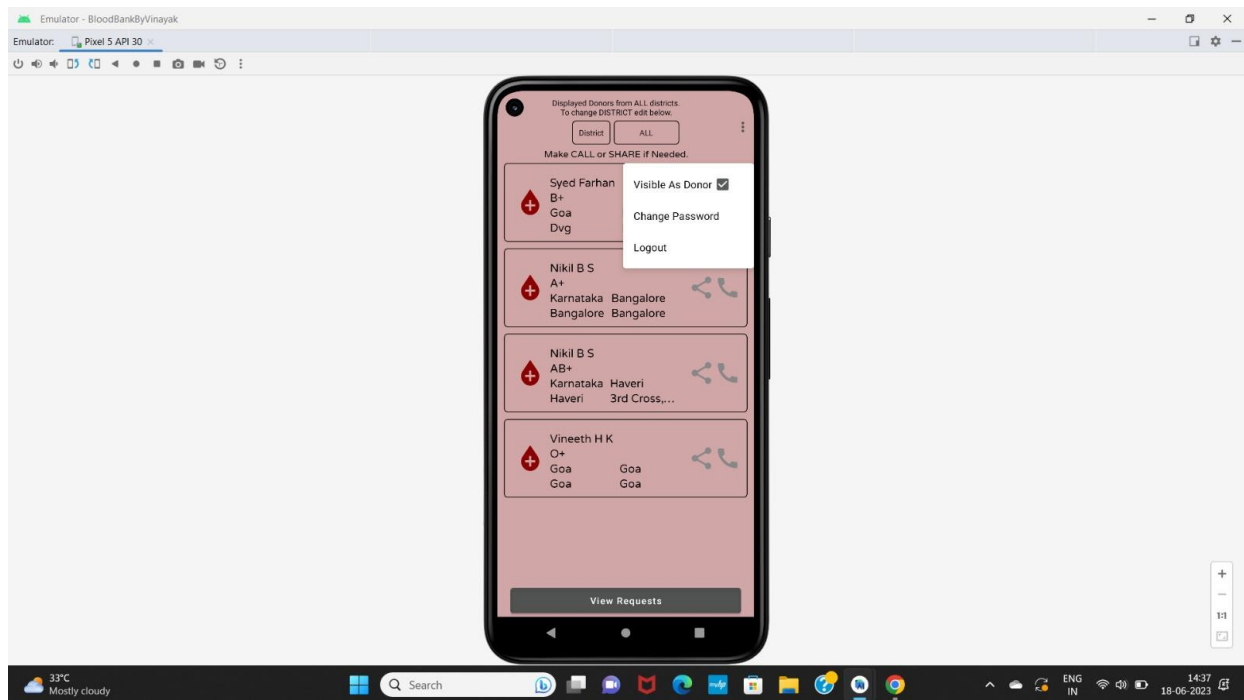 Emulator - BloodBankByVinayak
Emulator: Pixel 5 API 30
Displayed Donors from ALL districts.
To change DISTRICT edit below.
District ALL
Make CALL or SHARE if Needed.
Visible As Donor
Change Password
Logout
Syed Farhan
B+
Goa
Dvg
Nikil B S
A+
Karnataka Bangalore
Bangalore Bangalore
Nikil B S
AB+
Karnataka Haveri
Haveri 3rd Cross,...
Vineeth H K
O+
Goa Goa
Goa Goa
View Requests
1:1
33°C
Mostly cloudy
Search
ENG
IN
14:37
18-06-2023